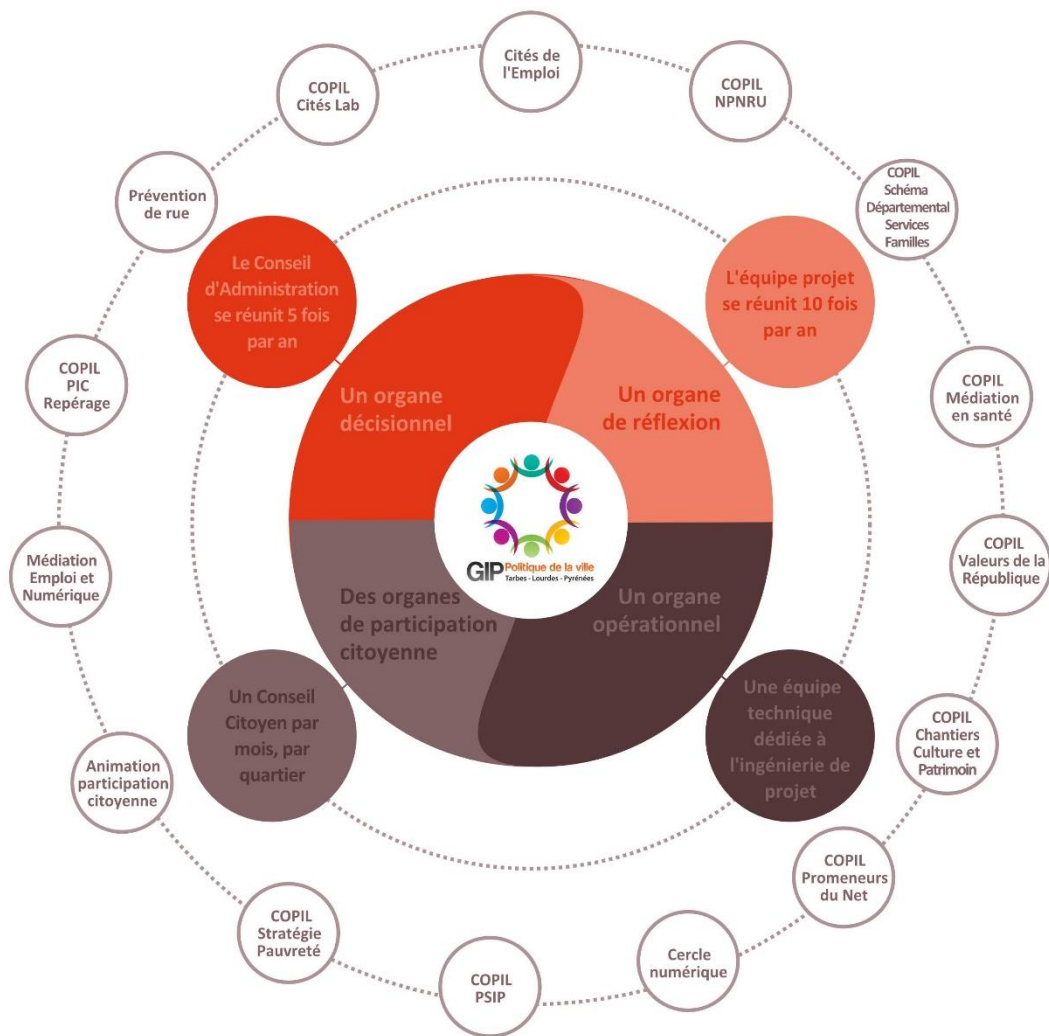 Cités de
l'Emploi
COPIL
Cités Lab
COPIL
NPNRU
Prévention
de rue
COPIL
Schéma
Départemental
Services
Familles
Le Conseil
d'Administration
se réunit 5 fois
par an
L'équipe projet
se réunit 10 fois
par an
COPIL
PIC
Repérage
COPIL
Médiation
en santé
Un organe
décisionnel
Un organe
de réflexion
GIP Politique de la ville
Tarbes - Lourdes - Pyrénées
Médiation
Emploi et
Numérique
COPIL
Valeurs de la
République
Des organes
de participation
citoyenne
Un organe
opérationnel
Un Conseil
Citoyen par
mois, par
quartier
Une équipe
technique
dédiée à
l'ingénierie de
projet
Animation
participation
citoyenne
COPIL
Chantiers
Culture et
Patrimoin
COPIL
Stratégie
Pauvreté
COPIL
PSIP
Cercle
numérique
COPIL
Promeneurs
du Net